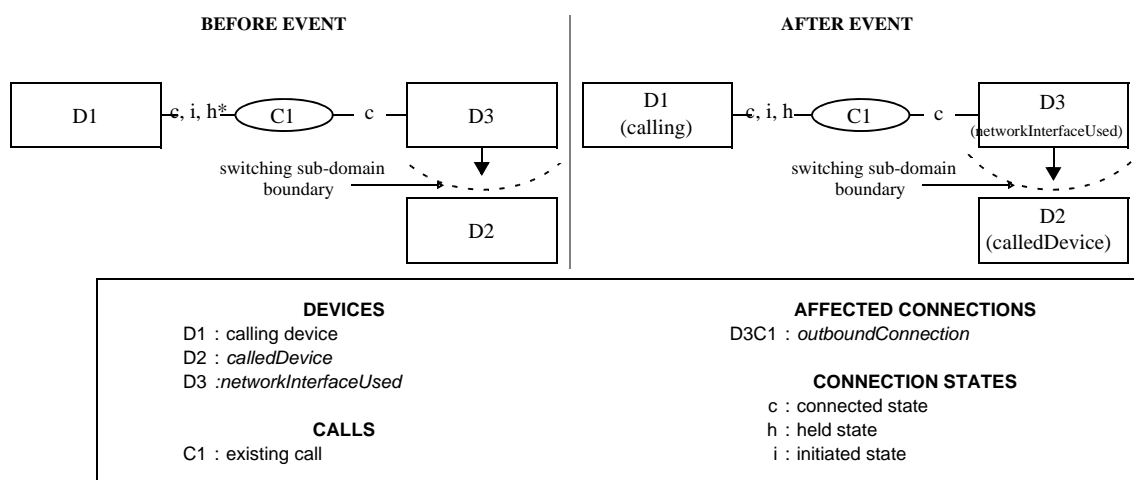 BEFORE EVENT
D1
c, i, h*
C1
c
D3
switching sub-domain
boundary
D2
AFTER EVENT
D1
(calling)
c, i, h
C1
c
D3
(networkInterfaceUsed)
switching sub-domain
boundary
D2
(calledDevice)
DEVICES
D1 : calling device
D2 : calledDevice
D3 :networkInterfaceUsed
CALLS
C1 : existing call
AFFECTED CONNECTIONS
D3C1 : outboundConnection
CONNECTION STATES
c : connected state
h : held state
i : initiated state